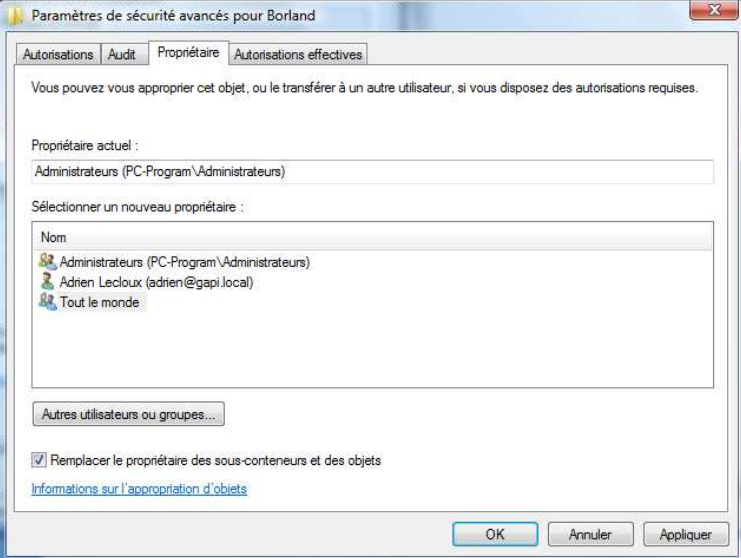 Paramètres de sécurité avancés pour Borland
Autorisations Audit Propriétaire Autorisations effectives
Vous pouvez vous approprier cet objet, ou le transférer à un autre utilisateur, si vous disposez des autorisations requises.
Propriétaire actuel :
Administrateurs (PC-Program\Administrateurs)
Sélectionner un nouveau propriétaire :
Nom
Administrateurs (PC-Program\Administrateurs)
Adrien Lecloux (adrien@gapi.local)
Tout le monde
Autres utilisateurs ou groupes...
Remplacer le propriétaire des sous-conteneurs et des objets
Informations sur l'appropriation d'objets
OK Annuler Appliquer